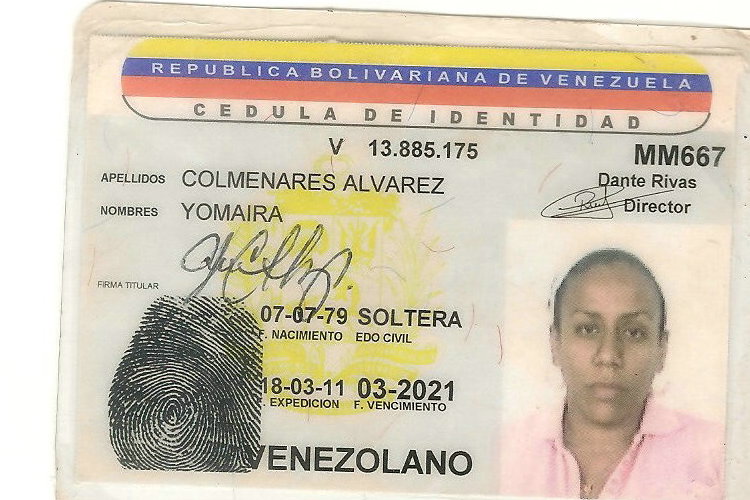 REPUBLICA BOLIVARIANA DE VENEZUELA
CEDULA DE IDENTIDAD
V 13.885.175
MM667
APELLIDOS COLMENARES ALVAREZ
Dante Rivas
NOMBRES YOMAIRA
Director
FIRMA TITULAR
07-07-79 SOLTERA
F. NACIMIENTO EDO CIVIL
18-03-11 03-2021
F. EXPEDICION F. VENCIMIENTO
VENEZOLANO